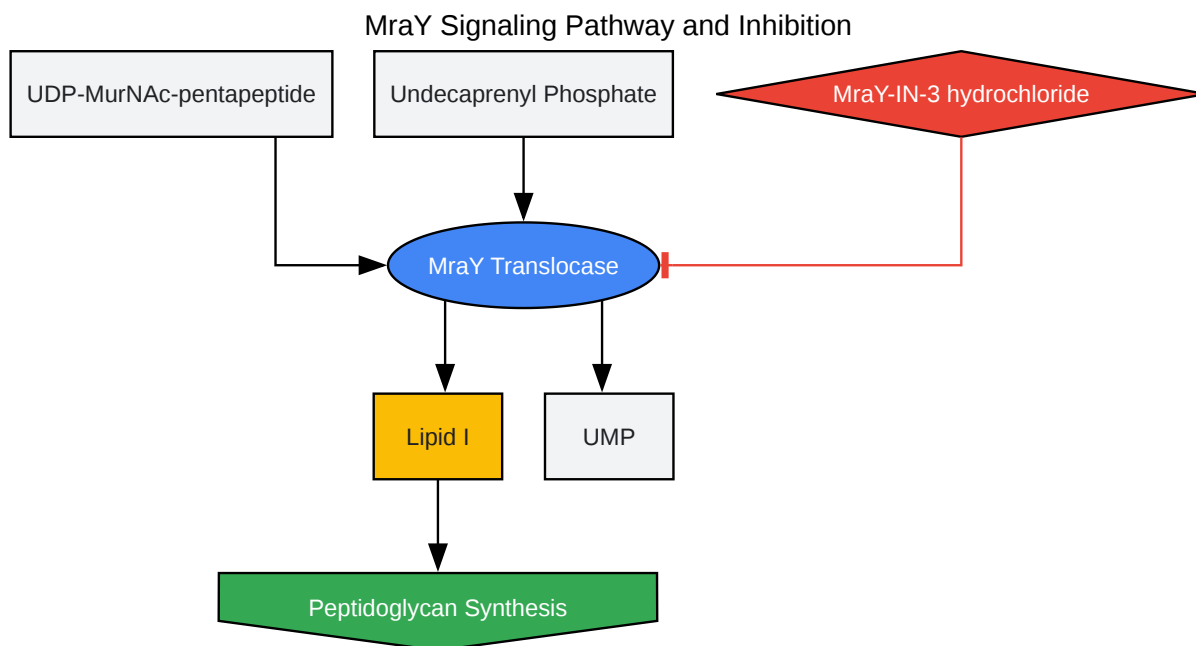 MraY Signaling Pathway and Inhibition
UDP-MurNAc-pentapeptide
Undecaprenyl Phosphate
MraY-IN-3 hydrochloride
MraY Translocase
Lipid I
UMP
Peptidoglycan Synthesis